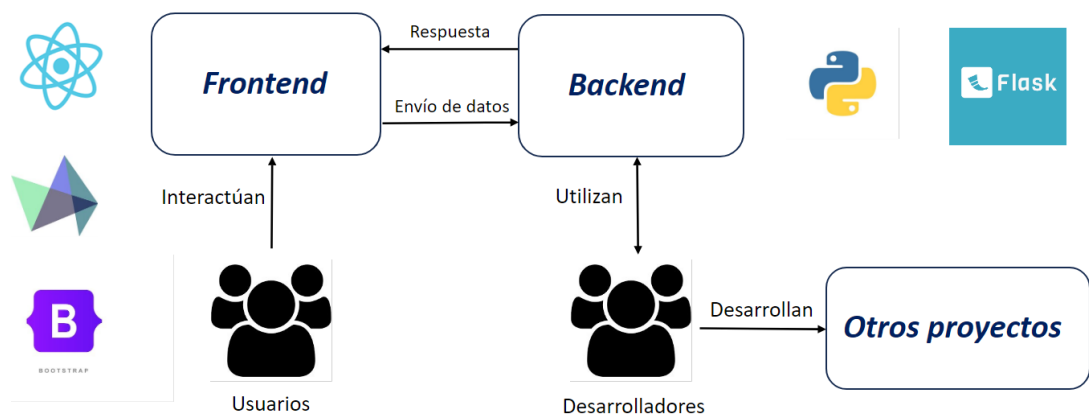 Respuesta
Frontend
Backend
Envío de datos
Flask
Interactúan
Utilizan
B
BOOTSTRAP
Desarrollan
Otros proyectos
Usuarios
Desarrolladores